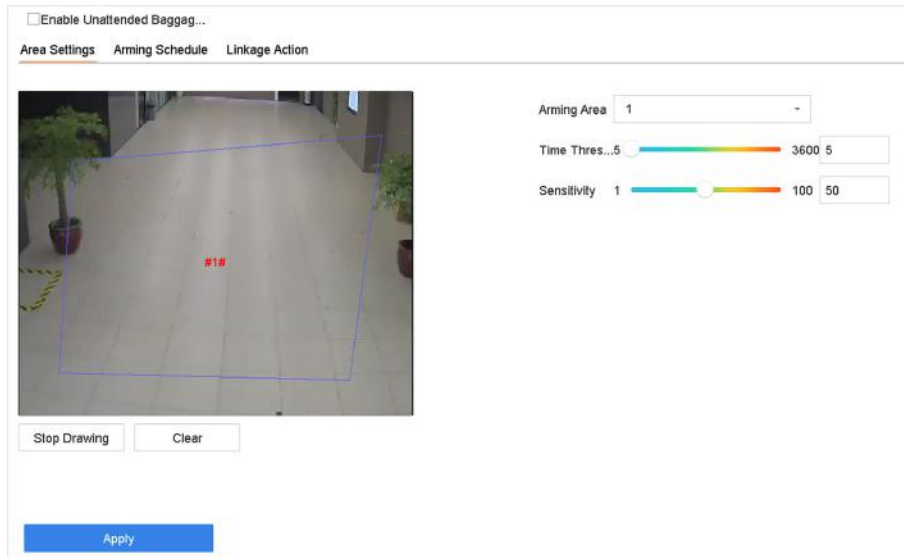 Enable Unattended Baggag...
Area Settings Arming Schedule Linkage Action
Arming Area 1
Time Thres...5 3600 5
Sensitivity 1 100 50
#1#
Stop Drawing Clear
Apply